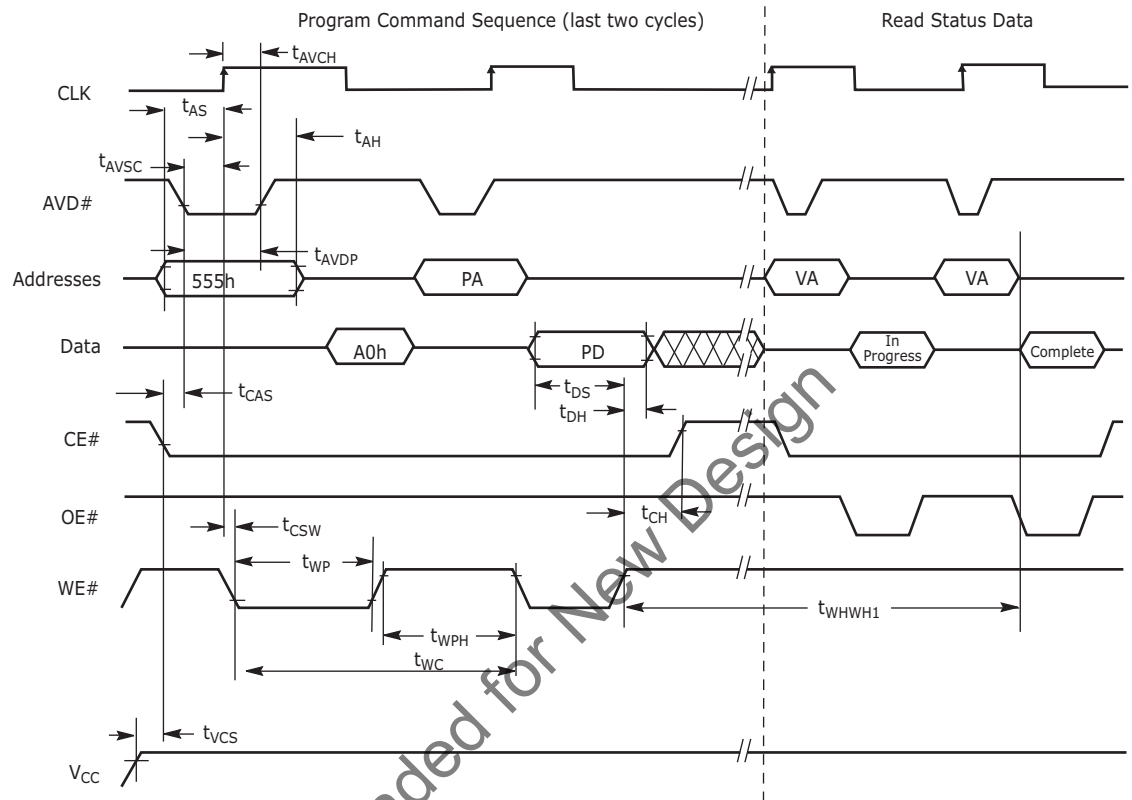 Program Command Sequence (last two cycles)
Read Status Data
tAVCH
CLK
tAS
tAH
tAVSC
AVD#
tAVDP
Addresses
555h
PA
VA
VA
Data
A0h
PD
In
Progress
Complete
tCAS
tDS
tDH
CE#
OE#
tCH
tCSW
tWP
WE#
tWHWH1
tWPH
tWC
tVCS
VCC
ded for New Design